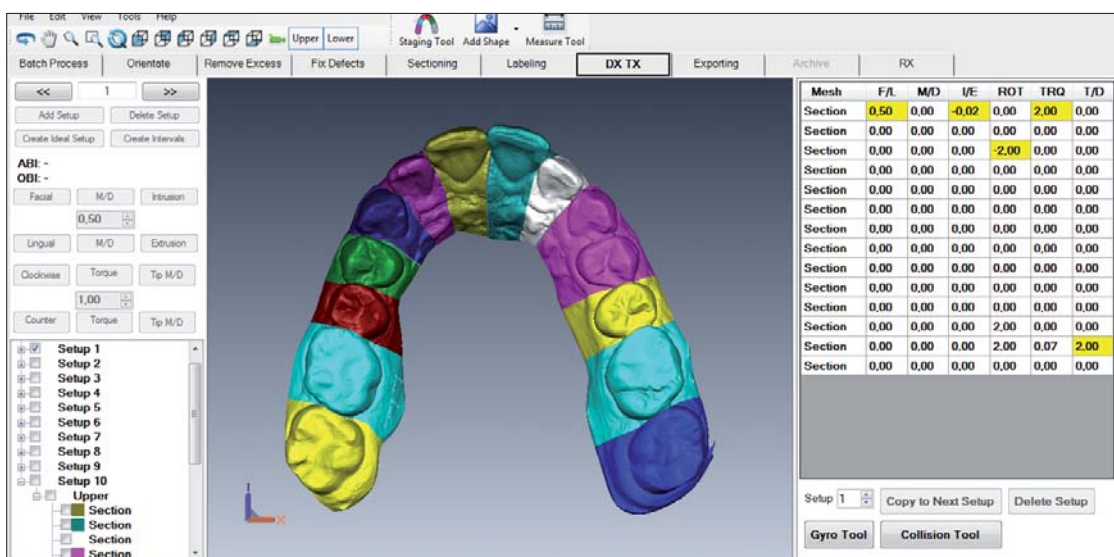 File Edit View Tools Help
Upper Lower
Staging Tool Add Shape Measure Tool
Batch Process Orientate Remove Excess Fix Defects Sectioning Labeling DX TX Exporting Archive RX
<< 1 >>
Add Setup Delete Setup
Create Ideal Setup Create Intervals
ABI: -
OBI: -
Facial M/D Intrusion
0,50
Lingual M/D Extrusion
Clockwise Torque Tip M/D
1,00
Counter Torque Tip M/D
Setup 1
Setup 2
Setup 3
Setup 4
Setup 5
Setup 6
Setup 7
Setup 8
Setup 9
Setup 10
Upper
Section
Section
Section
Section
X
Mesh F/L M/D I/E ROT TRQ T/D
Section 0,50 0,00 -0,02 0,00 2,00 0,00
Section 0,00 0,00 0,00 0,00 0,00 0,00
Section 0,00 0,00 0,00 -2,00 0,00 0,00
Section 0,00 0,00 0,00 0,00 0,00 0,00
Section 0,00 0,00 0,00 0,00 0,00 0,00
Section 0,00 0,00 0,00 0,00 0,00 0,00
Section 0,00 0,00 0,00 0,00 0,00 0,00
Section 0,00 0,00 0,00 0,00 0,00 0,00
Section 0,00 0,00 0,00 0,00 0,00 0,00
Section 0,00 0,00 0,00 0,00 0,00 0,00
Section 0,00 0,00 0,00 0,00 0,00 0,00
Section 0,00 0,00 0,00 2,00 0,00 0,00
Section 0,00 0,00 0,00 2,00 0,07 2,00
Section 0,00 0,00 0,00 0,00 0,00 0,00
Setup 1 Copy to Next Setup Delete Setup
Gyro Tool Collision Tool